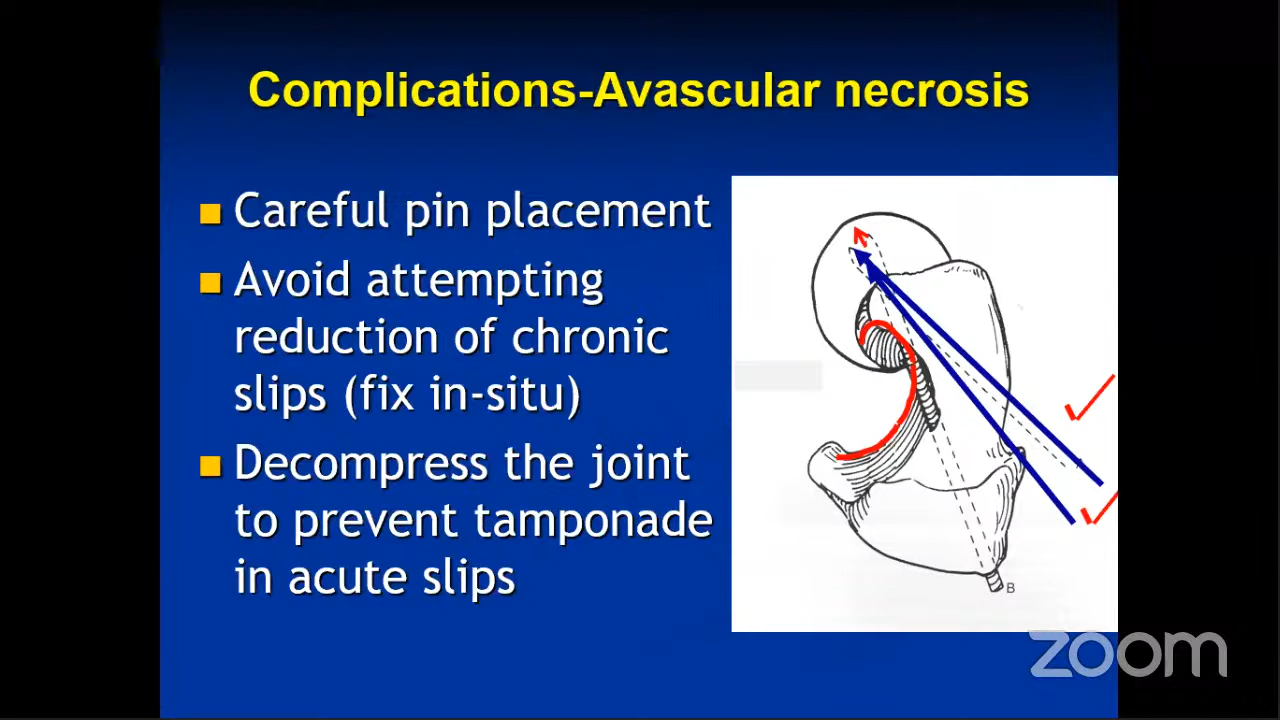 Complications-Avascular necrosis
Careful pin placement
Avoid attempting
reduction of chronic
slips (fix in-situ)
Decompress the joint
to prevent tamponade
in acute slips
B
zoom